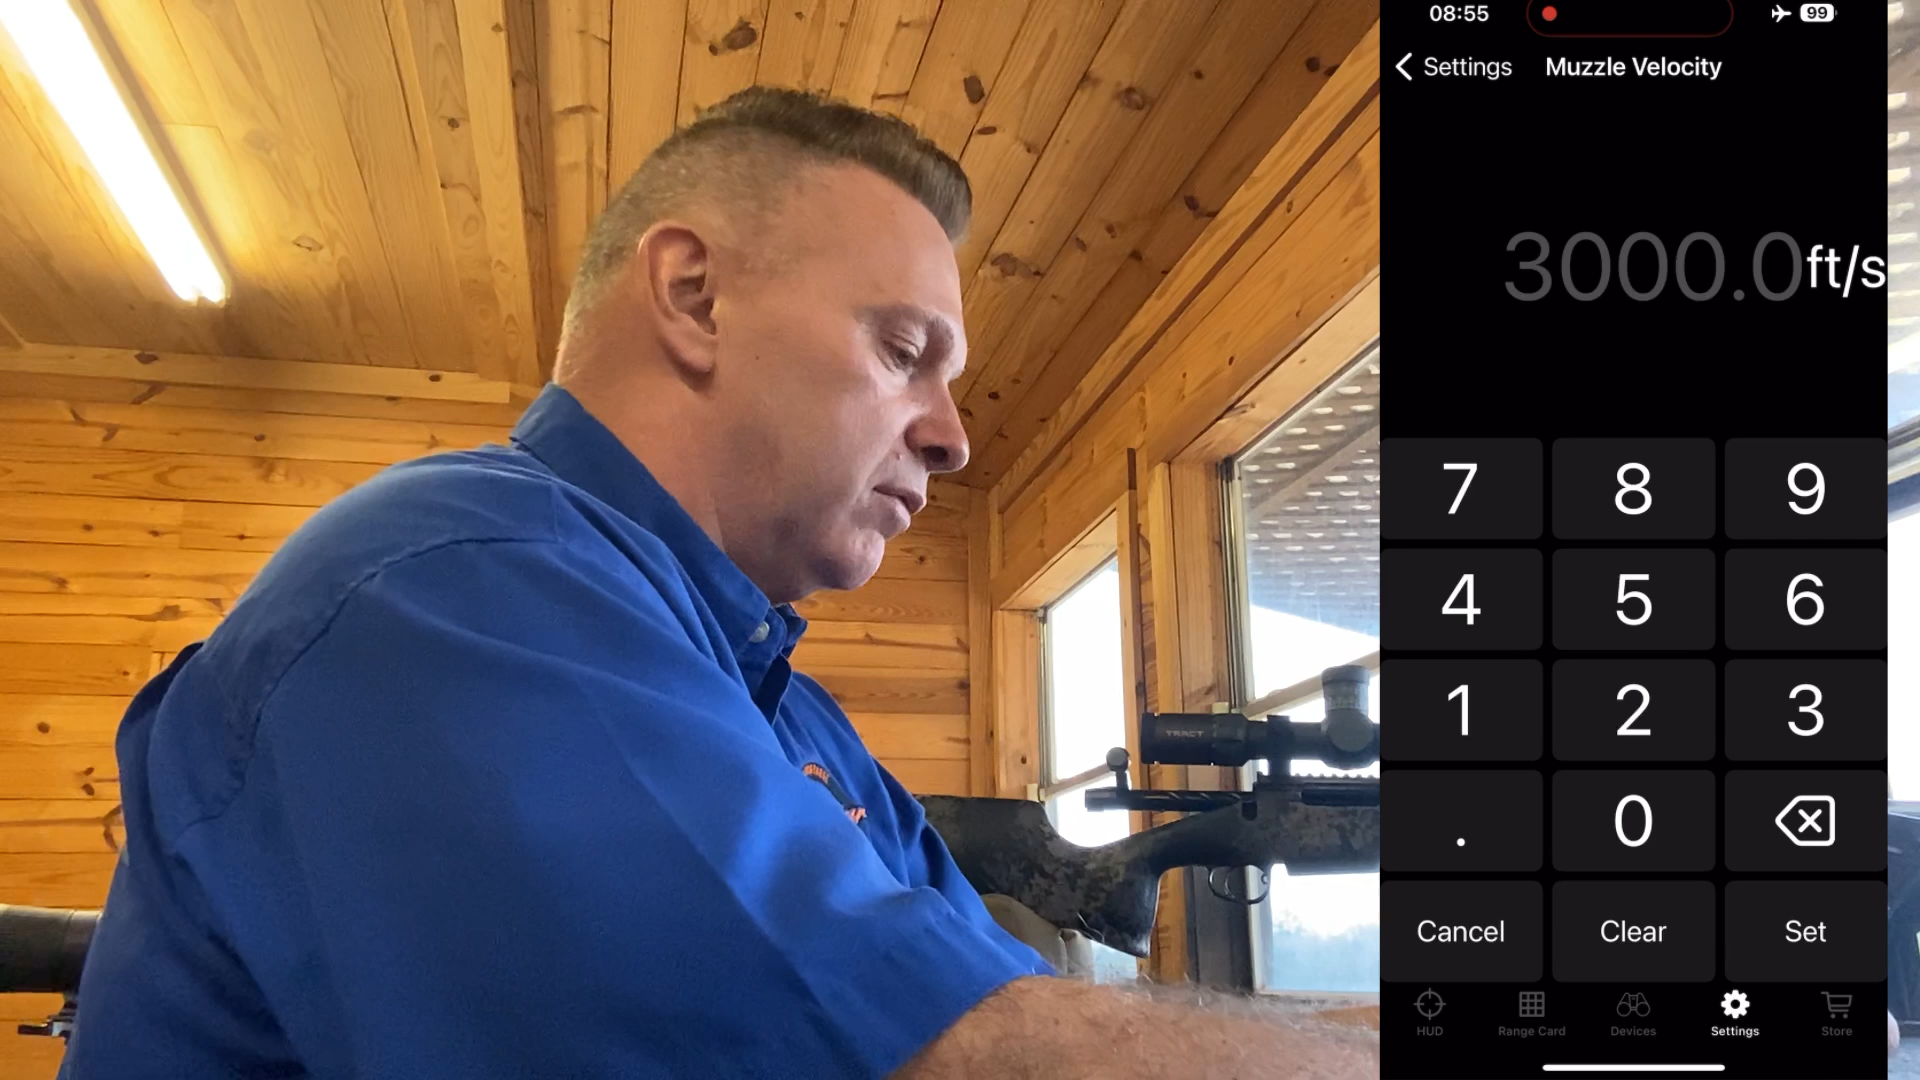 08:55
99
Settings
Muzzle Velocity
3000.0ft/s
7 8 9
4 5 6
1 2 3
. 0
Cancel Clear Set
HUD Range Card Devices Settings Store
TRACT